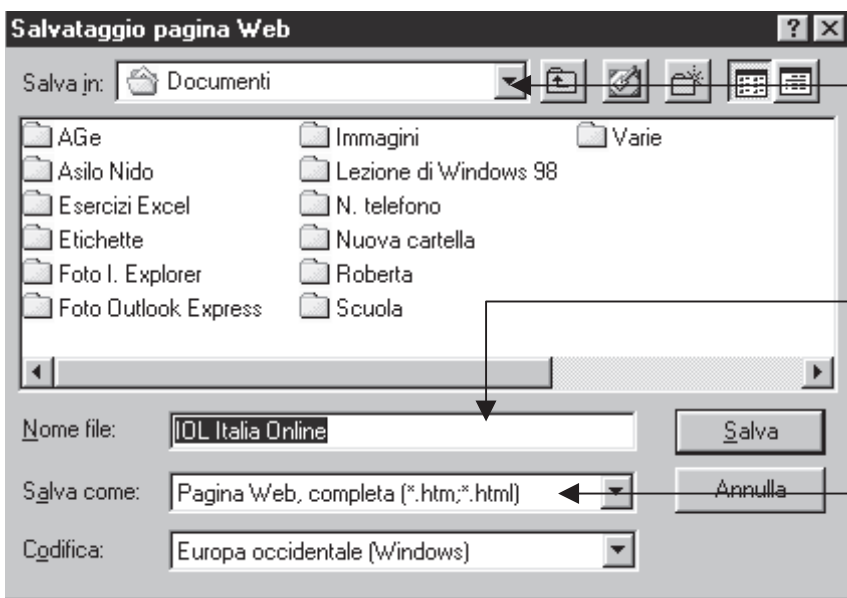 Salvataggio pagina Web
Salva in: Documenti
AGe Immagini Varie
Asilo Nido Lezione di Windows 98
Esercizi Excel N. telefono
Etichette Nuova cartella
Foto I. Explorer Roberta
Foto Outlook Express Scuola
Nome file: IOL Italia Online Salva
Salva come: Pagina Web, completa (*.htm;*.html) Annulla
Codifica: Europa occidentale (Windows)